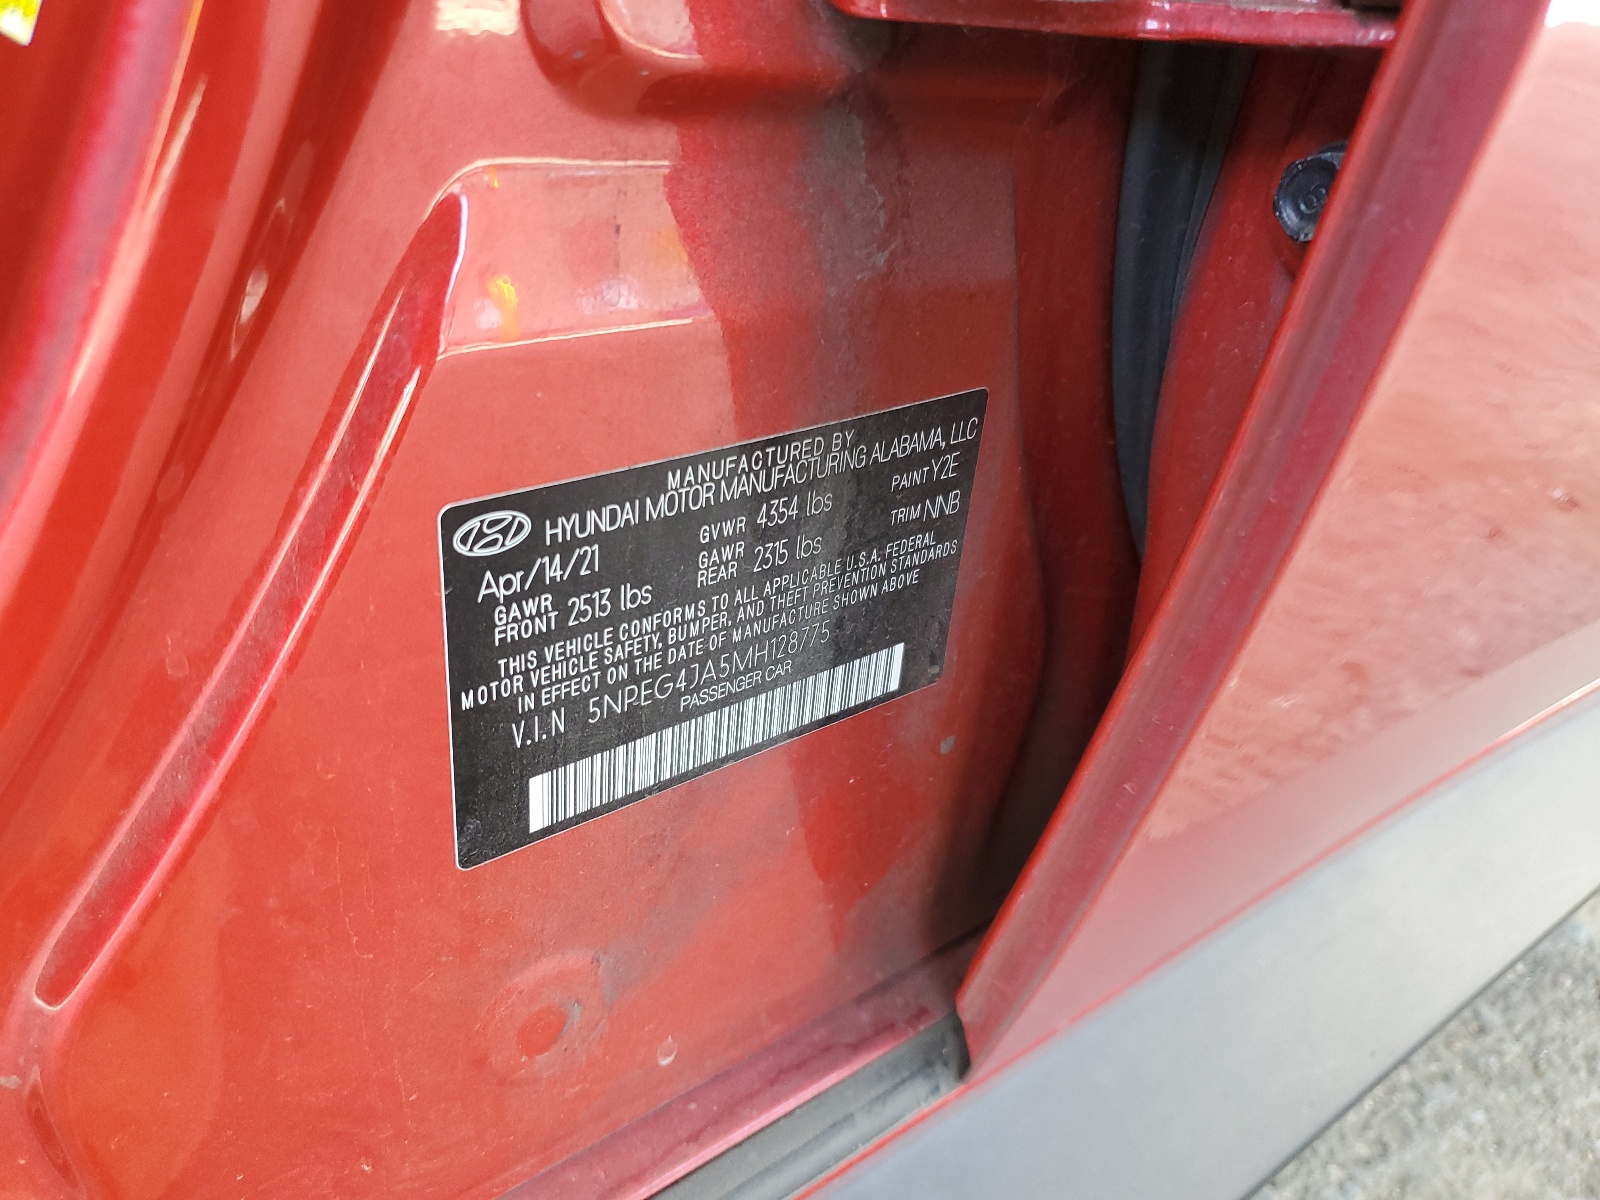 MANUFACTURED BY
HYUNDAI MOTOR MANUFACTURING ALABAMA, LLC
Apr/14/21 GVWR 4354 lbs PAINT Y2E
GAWR FRONT 2513 lbs GAWR REAR 2315 lbs TRIM NNB
THIS VEHICLE CONFORMS TO ALL APPLICABLE U.S.A. FEDERAL
MOTOR VEHICLE SAFETY, BUMPER, AND THEFT PREVENTION STANDARDS
IN EFFECT ON THE DATE OF MANUFACTURE SHOWN ABOVE
V.I.N 5NPEG4JA5MH128775
PASSENGER CAR